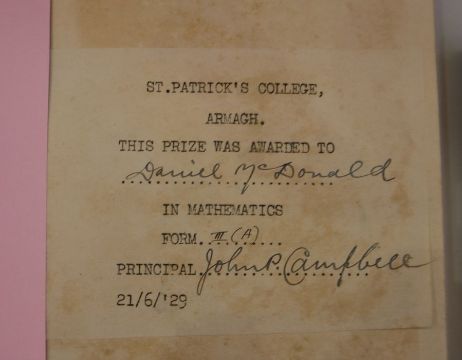 ST.PATRICK'S COLLEGE,
ARMAGH.
THIS PRIZE WAS AWARDED TO
Daniel McDonald
IN MATHEMATICS
FORM. III (A)....
PRINCIPAL. John P. Campbell
21/6/'29